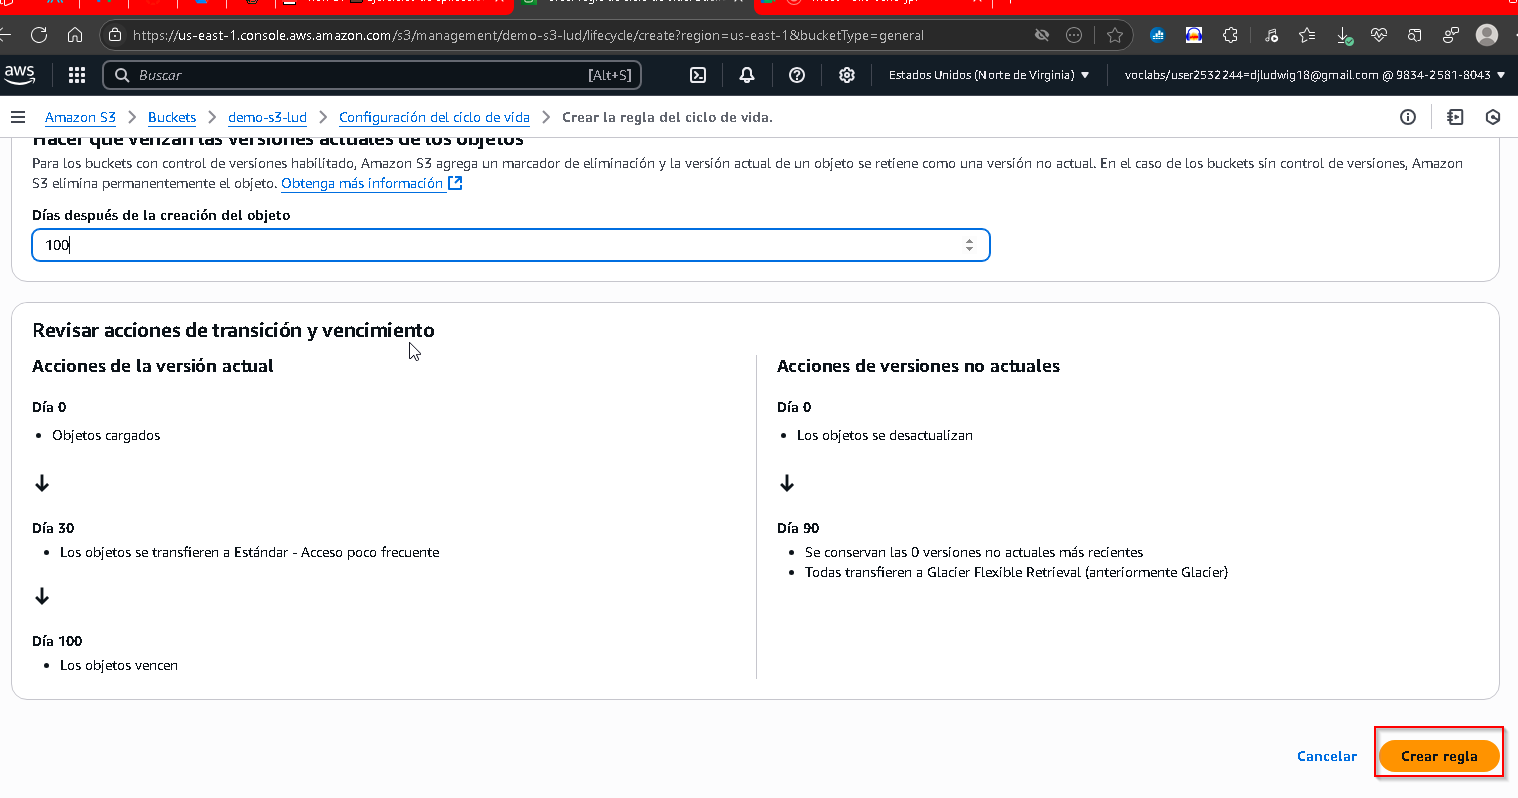 https://us-east-1.console.aws.amazon.com/s3/management/demo-s3-lud/lifecycle/create?region=us-east-1&bucketType=general
aws
Buscar
[Alt+S]
Estados Unidos (Norte de Virginia)
voclabs/user2532244=djludwig18@gmail.com @ 9834-2581-8043
Amazon S3
Buckets
demo-s3-lud
Configuración del ciclo de vida
Crear la regla del ciclo de vida.
Hacer que venzan las versiones actuales de los objetos
Para los buckets con control de versiones habilitado, Amazon S3 agrega un marcador de eliminación y la versión actual de un objeto se retiene como una versión no actual. En el caso de los buckets sin control de versiones, Amazon
S3 elimina permanentemente el objeto. Obtenga más información
Días después de la creación del objeto
100
Revisar acciones de transición y vencimiento
Acciones de la versión actual
Día 0
Objetos cargados
Día 30
Los objetos se transfieren a Estándar - Acceso poco frecuente
Día 100
Los objetos vencen
Acciones de versiones no actuales
Día 0
Los objetos se desactualizan
Día 90
Se conservan las 0 versiones no actuales más recientes
Todas transfieren a Glacier Flexible Retrieval (anteriormente Glacier)
Cancelar
Crear regla